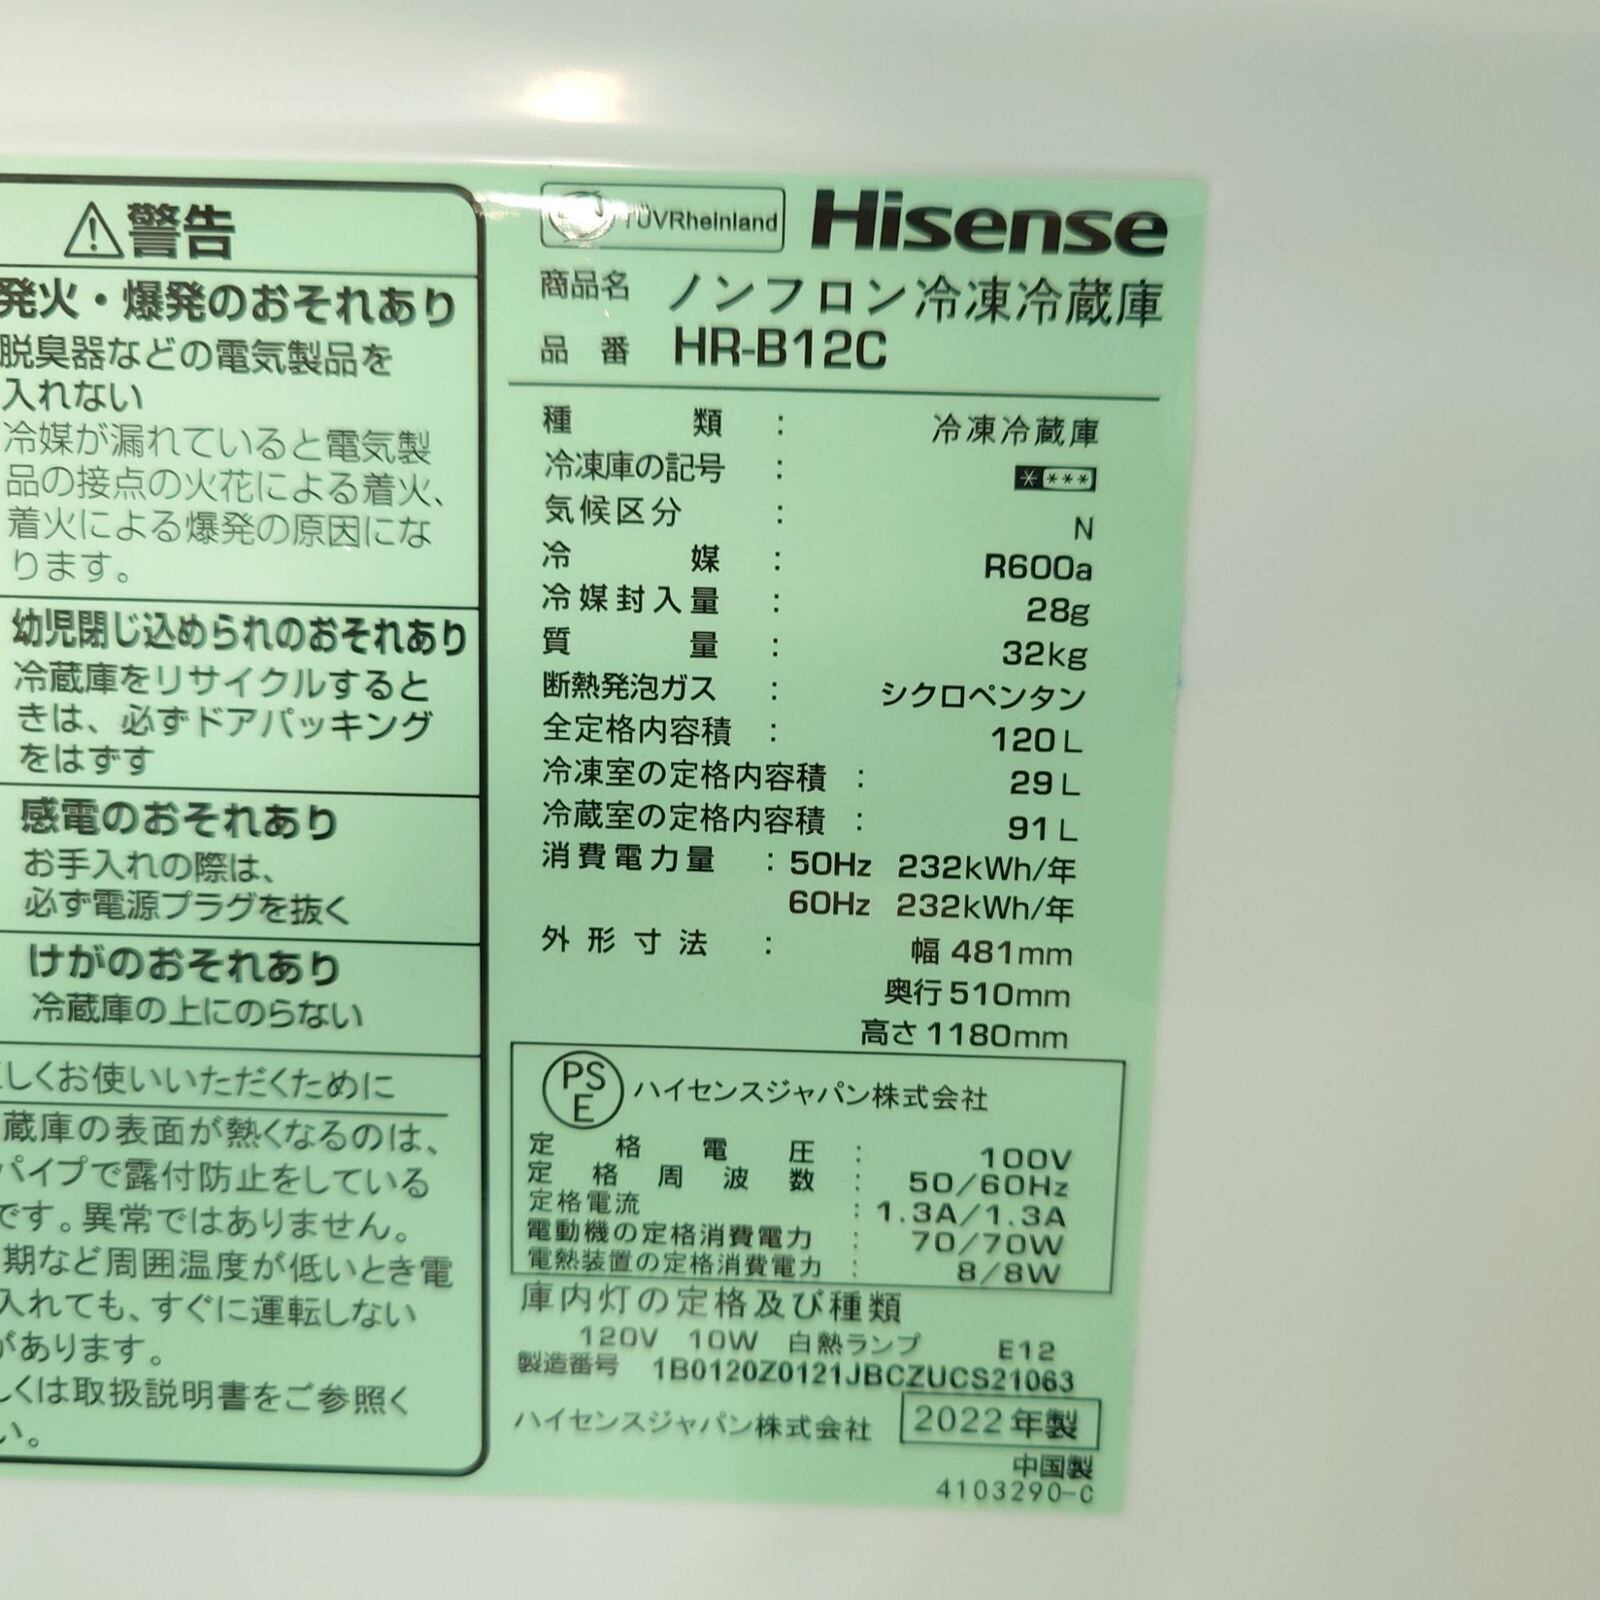 警告
発火・爆発のおそれあり
脱臭器などの電気製品を
入れない
冷媒が漏れていると電気製
品の接点の火花による着火、
着火による爆発の原因にな
ります。
幼児閉じ込められのおそれあり
冷蔵庫をリサイクルすると
きは、必ずドアパッキング
をはずす
感電のおそれあり
お手入れの際は、
必ず電源プラグを抜く
けがのおそれあり
冷蔵庫の上にのらない
しくお使いいただくために
蔵庫の表面が熱くなるのは、
パイプで露付防止をしている
です。異常ではありません。
期など周囲温度が低いとき電
入れても、すぐに運転しない
があります。
しくは取扱説明書をご参照く
い。
TÜVRheinland Hisense
商品名 ノンフロン冷凍冷蔵庫
品番 HR-B12C
種類 : 冷凍冷蔵庫
冷凍庫の記号 : ****
気候区分 : N
冷媒 : R600a
冷媒封入量 : 28g
質量 : 32kg
断熱発泡ガス : シクロペンタン
全定格内容積 : 120L
冷凍室の定格内容積 : 29L
冷蔵室の定格内容積 : 91L
消費電力量 : 50Hz 232kWh/年
60Hz 232kWh/年
外形寸法 : 幅 481mm
奥行 510mm
高さ 1180mm
PSE ハイセンスジャパン株式会社
定格電圧 : 100V
定格周波数 : 50/60Hz
定格電流 : 1.3A/1.3A
電動機の定格消費電力 : 70/70W
電熱装置の定格消費電力 : 8/8W
庫内灯の定格及び種類
120V 10W 白熱ランプ E12
製造番号 1B0120Z0121JBCZUCS21063
ハイセンスジャパン株式会社 2022年製
中国製
4103290-C